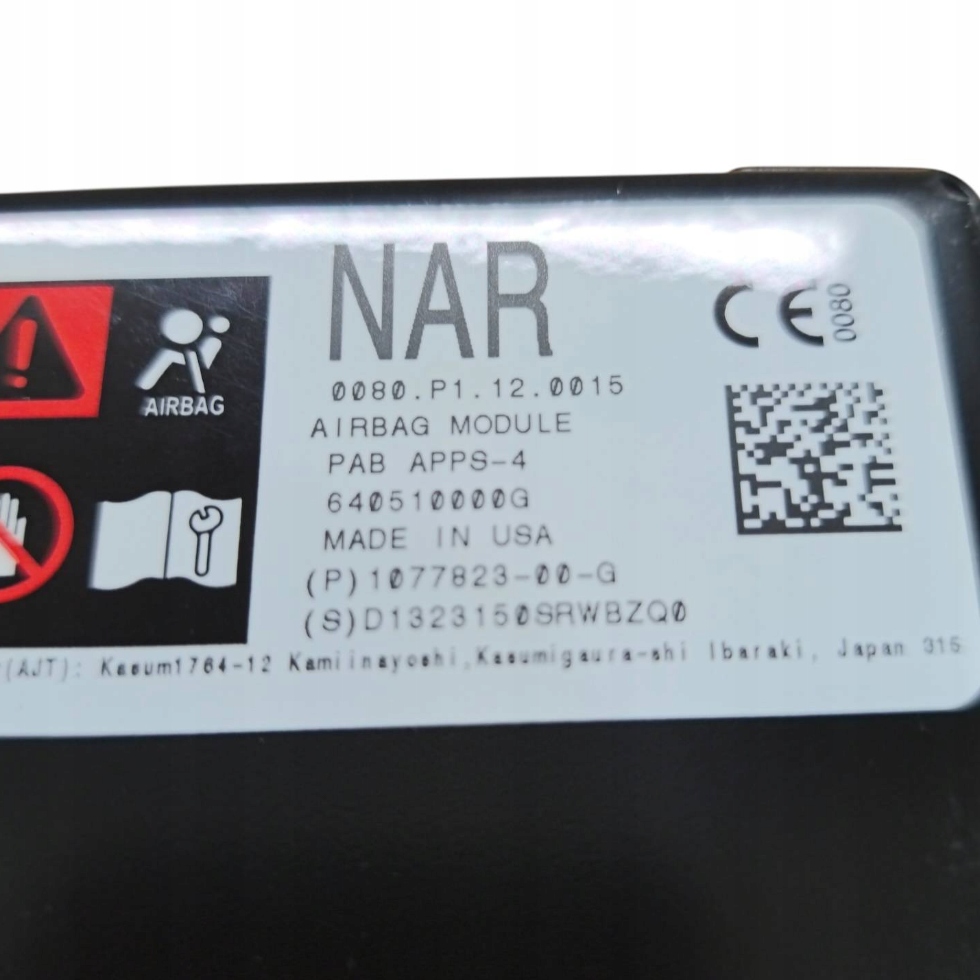 NAR
CE 0080
0080.P1.12.0015
AIRBAG
AIRBAG MODULE
PAB APPS-4
640510000G
MADE IN USA
(P)1077823-00-G
(S)D1323150SRWBZQ0
(AJT): Kasum1764-12 Kamiinayoshi,Kasumigaura-shi Ibaraki, Japan 315